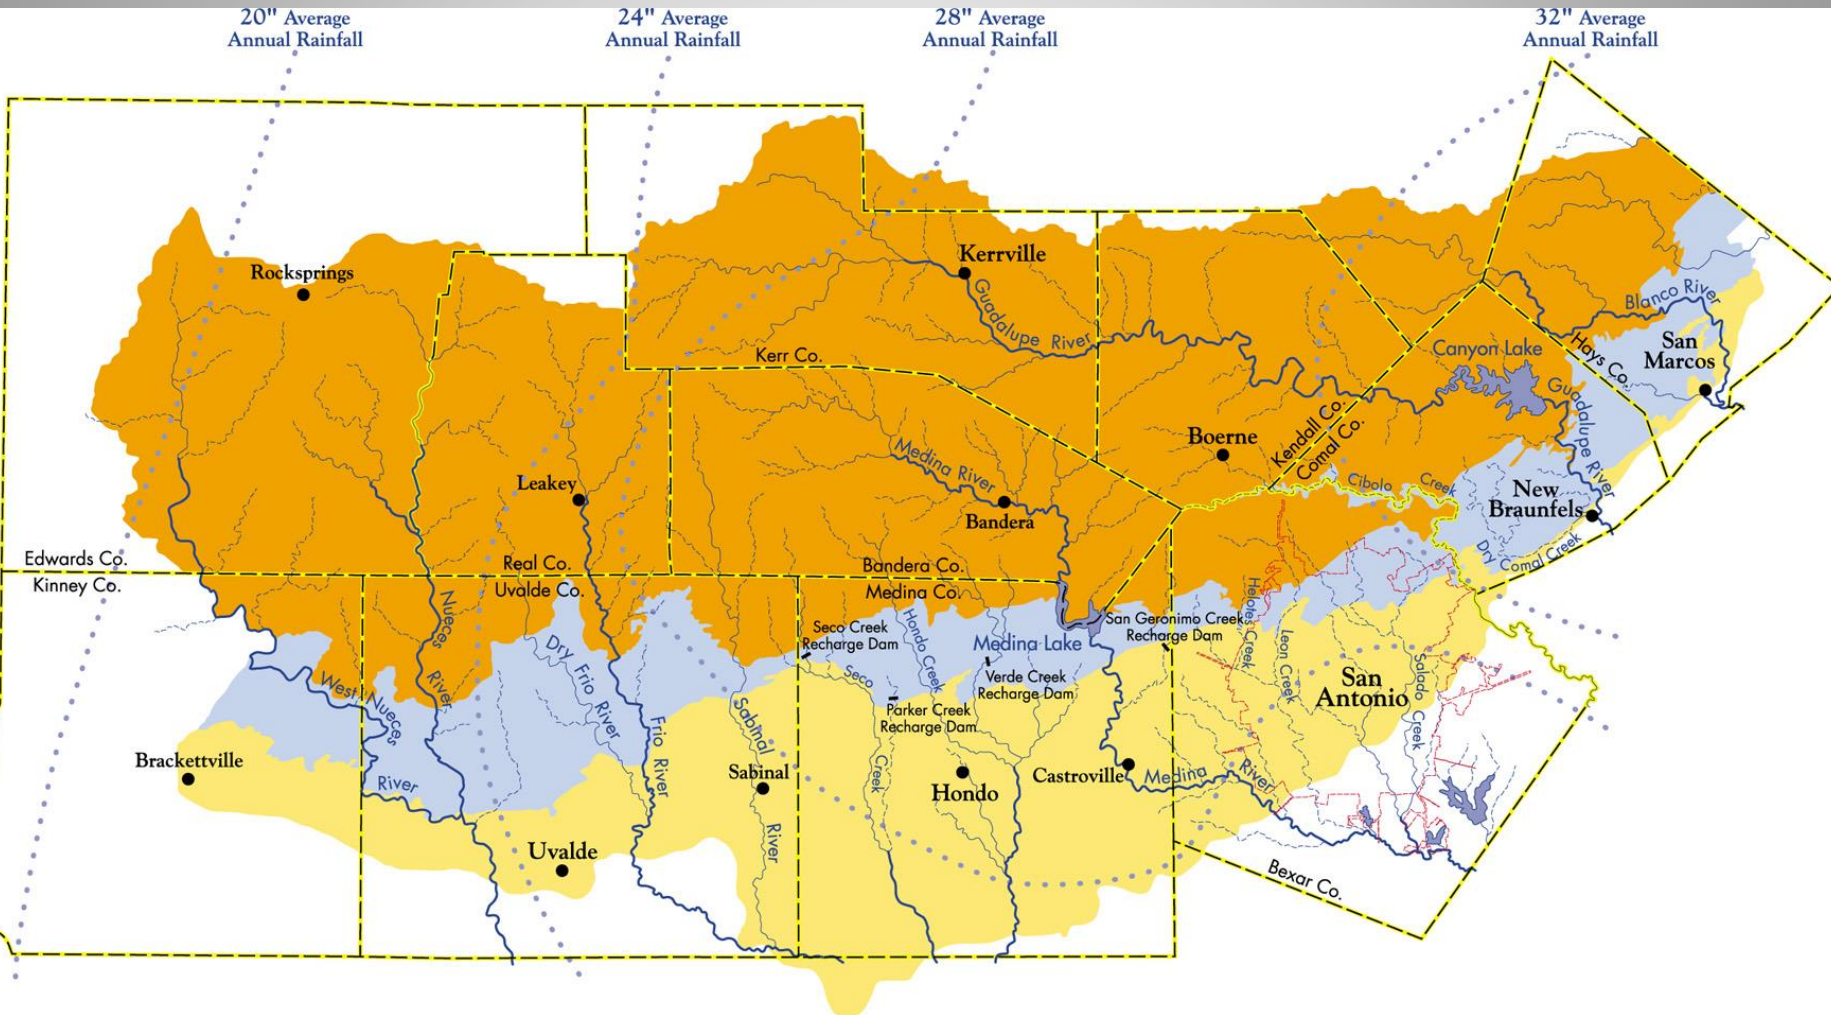 20" Average
Annual Rainfall
24" Average
Annual Rainfall
28" Average
Annual Rainfall
32" Average
Annual Rainfall
Rocksprings
Kerrville
Guadalupe River
Kerr Co.
Blanco River
San
Marcos
Hays Co.
Canyon Lake
Guadalupe River
Kendall Co.
Comal Co.
Boerne
Medina River
Bandera
Leakey
Cibolo Creek
New
Braunfels
Dry Comal Creek
Edwards Co.
Kinney Co.
Real Co.
Uvalde Co.
Bandera Co.
Medina Co.
Nueces River
Dry Frio River
Seco Creek
Recharge Dam
Hondo Creek
Medina Lake
San Geronimo Creek
Recharge Dam
Helotes Creek
Leon Creek
Salado Creek
San
Antonio
Verde Creek
Recharge Dam
Parker Creek
Recharge Dam
Seco Creek
West Nueces River
Frio River
Sabinal River
Brackettville
Sabinal
Hondo
Castroville
Medina River
Uvalde
Bexar Co.